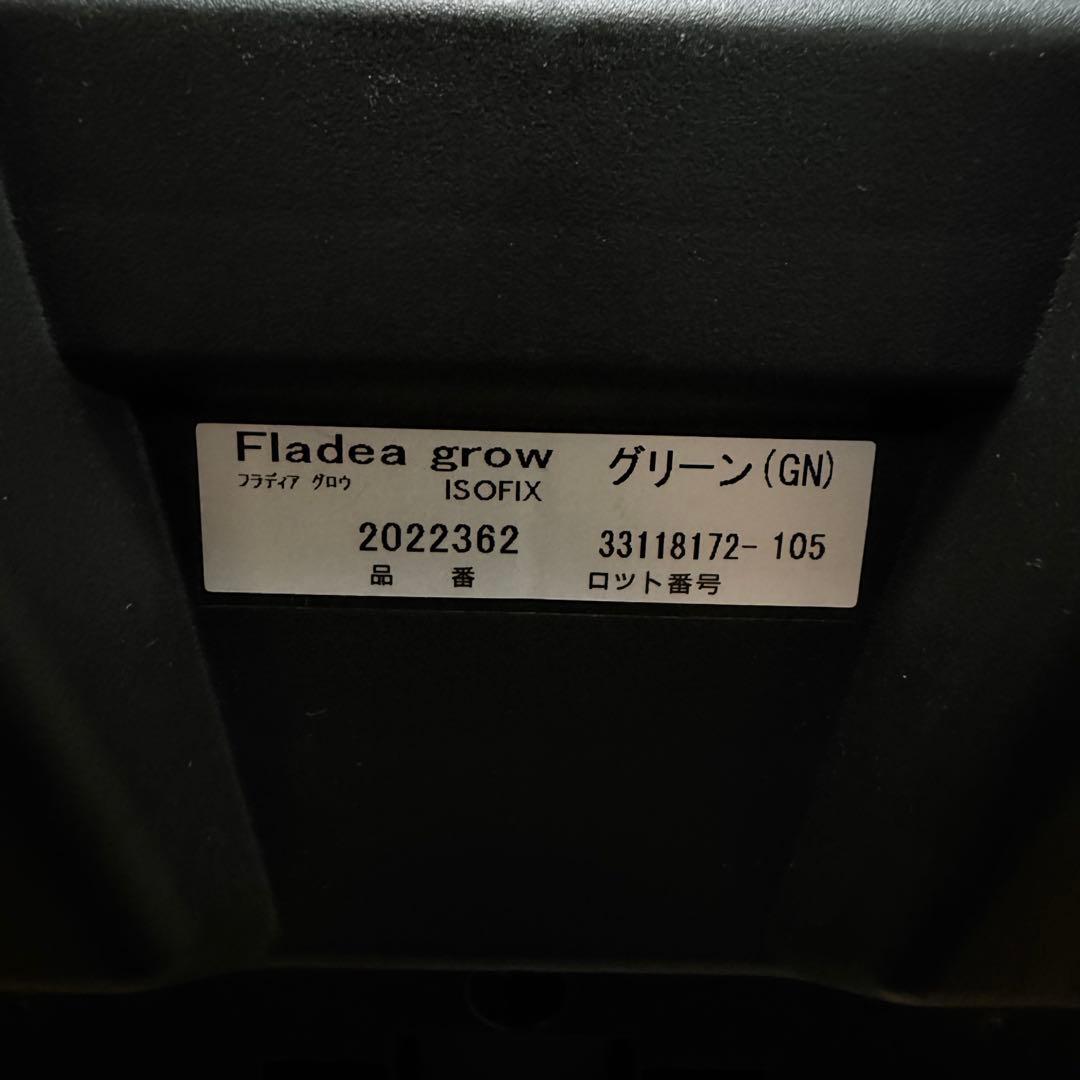 Fladea grow グリーン(GN)
フラディア グロウ ISOFIX
2022362 33118172-105
品番 ロット番号